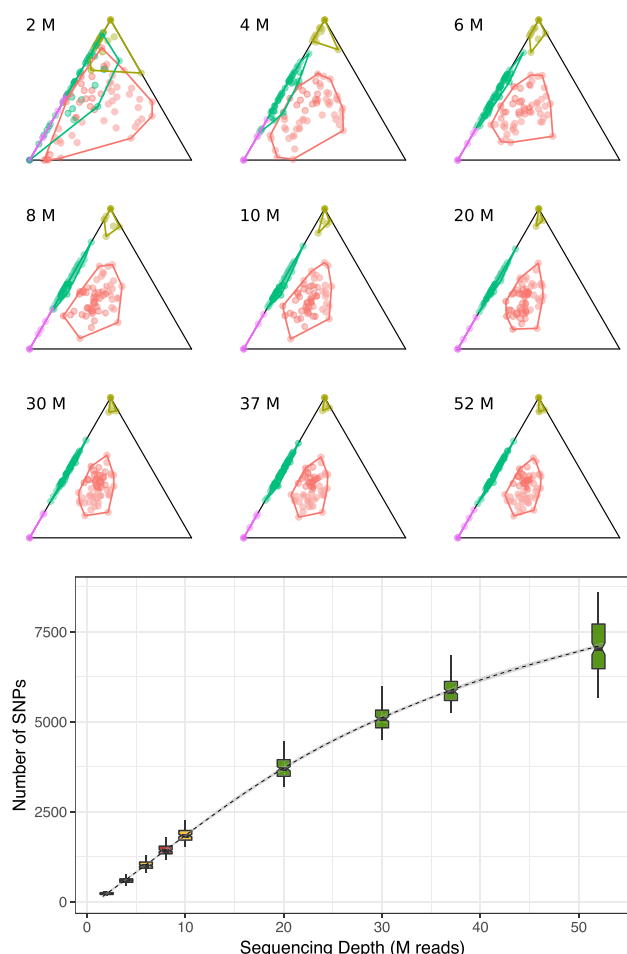 2 M 4 M 6 M
8 M 10 M 20 M
30 M 37 M 52 M
7500
5000
2500
0
Number of SNPs
0 10 20 30 40 50
Sequencing Depth (M reads)